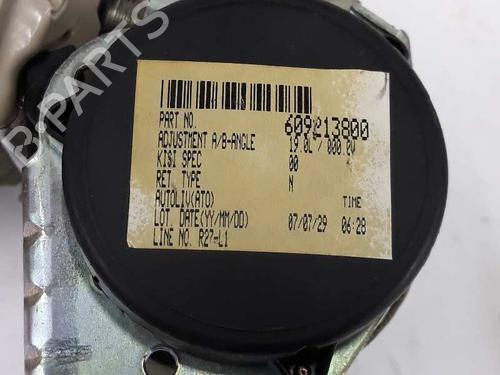 B-PARTS
PART NO. 609213800
ADJUSTMENT A/B-ANGLE 19.0L / 000.0V
KISI SPEC 00
RET. TYPE N
AUTOLIV(ATO) TIME
LOT. DATE(YY/MM/DD) 07/07/29 06:28
LINE NO. R27-L1